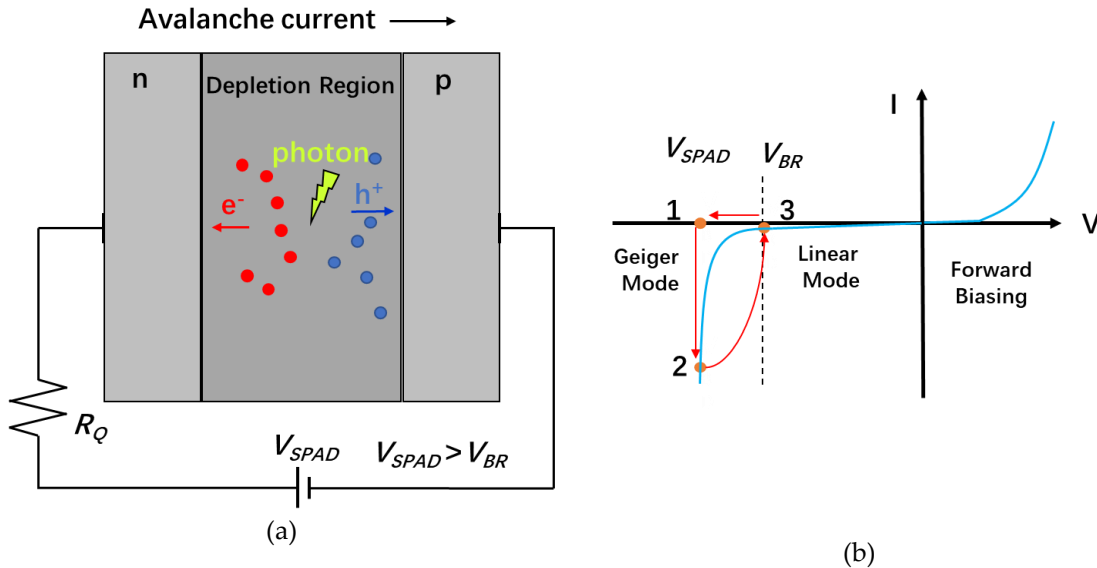 Avalanche current
n
Depletion Region
p
photon
e-
h+
RQ
VSPAD
VSPAD > VBR
(a)
I
VSPAD
VBR
1
3
V
Geiger
Mode
Linear
Mode
Forward
Biasing
2
(b)